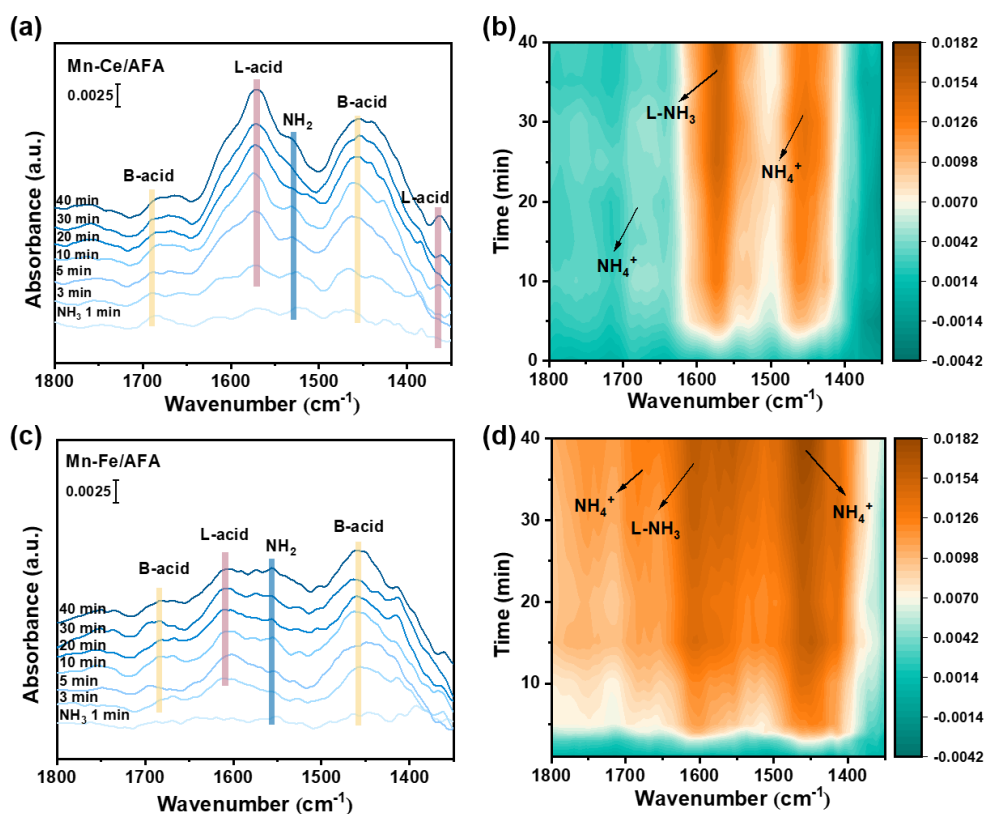 (a)
Mn-Ce/AFA
0.0025
L-acid
NH₂
B-acid
B-acid
L-acid
40 min
30 min
20 min
10 min
5 min
3 min
NH₃ 1 min
Absorbance (a.u.)
1800 1700 1600 1500 1400
Wavenumber (cm⁻¹)
(b)
40
30
20
10
0
Time (min)
L-NH₃
NH₄⁺
NH₄⁺
1800 1700 1600 1500 1400
Wavenumber (cm⁻¹)
0.0182
0.0154
0.0126
0.0098
0.0070
0.0042
0.0014
-0.0014
-0.0042
(c)
Mn-Fe/AFA
0.0025
L-acid
NH₂
B-acid
B-acid
40 min
30 min
20 min
10 min
5 min
3 min
NH₃ 1 min
Absorbance (a.u.)
1800 1700 1600 1500 1400
Wavenumber (cm⁻¹)
(d)
40
30
20
10
Time (min)
NH₄⁺
L-NH₃
NH₄⁺
1800 1700 1600 1500 1400
Wavenumber (cm⁻¹)
0.0182
0.0154
0.0126
0.0098
0.0070
0.0042
0.0014
-0.0014
-0.0042